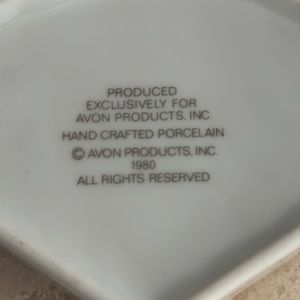 PRODUCED
EXCLUSIVELY FOR
AVON PRODUCTS, INC.
HAND CRAFTED PORCELAIN
© AVON PRODUCTS, INC.
1980
ALL RIGHTS RESERVED